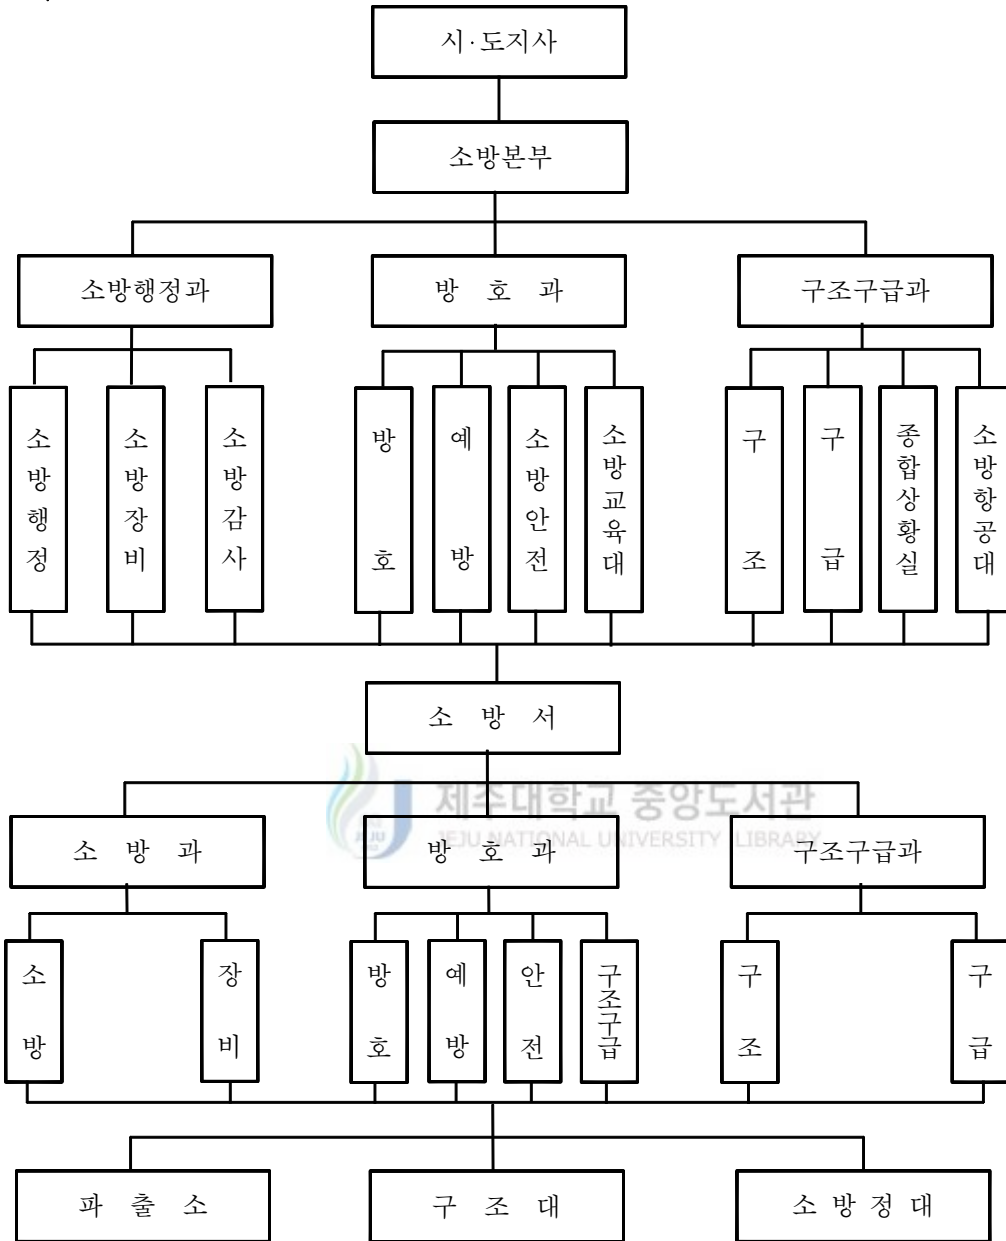 시·도지사
소방본부
소방행정과
방 호 과
구조구급과
소방행정
소방장비
소방감사
방호
예방
소방안전
소방교육대
구조
구급
종합상황실
소방항공대
소 방 서
제주대학교 중앙도서관
JEJU NATIONAL UNIVERSITY LIBRARY
JEJU
소 방 과
방 호 과
구조구급과
소방
장비
방호
예방
안전
구조구급
구조
구급
파 출 소
구 조 대
소 방 정 대